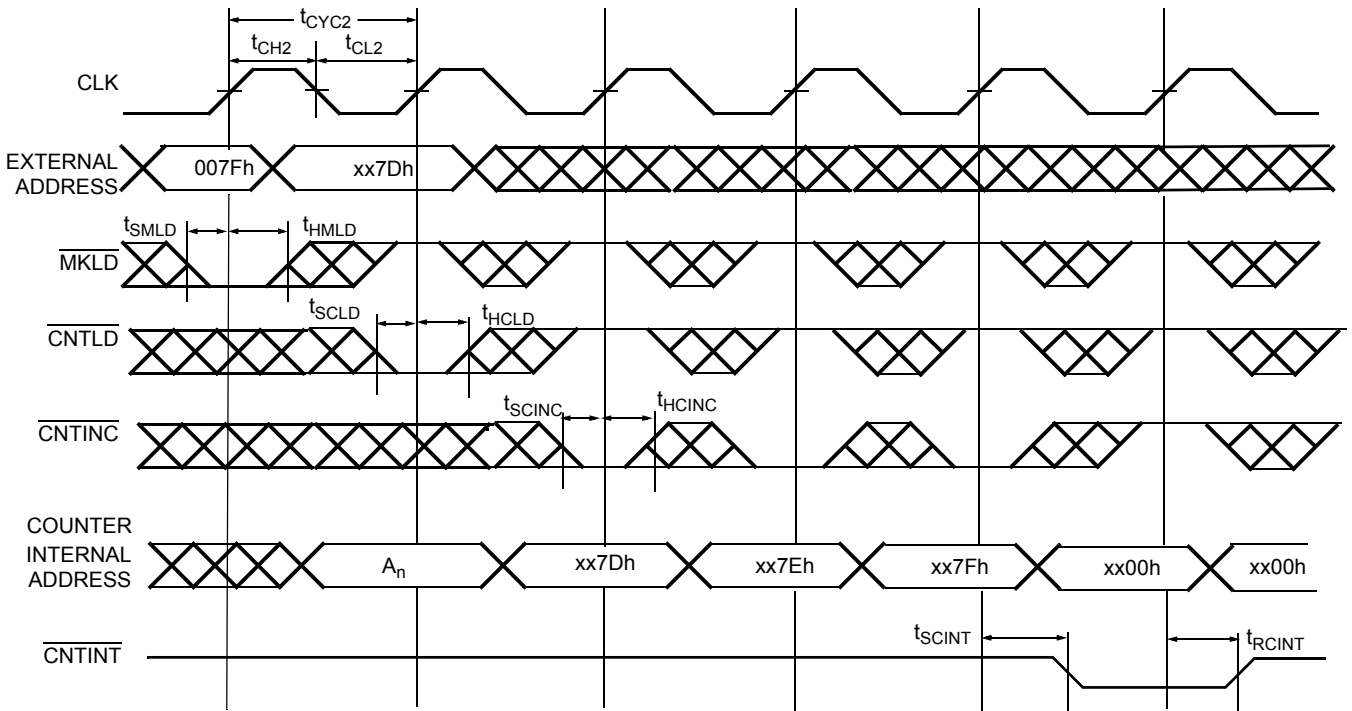 tCYC2
tCH2
tCL2
CLK
EXTERNAL
ADDRESS
007Fh
xx7Dh
tSMLD
tHMLD
MKLD
tSCLD
tHCLD
CNTLD
tSCINC
tHCINC
CNTINC
COUNTER
INTERNAL
ADDRESS
An
xx7Dh
xx7Eh
xx7Fh
xx00h
xx00h
tSCINT
tRCINT
CNTINT